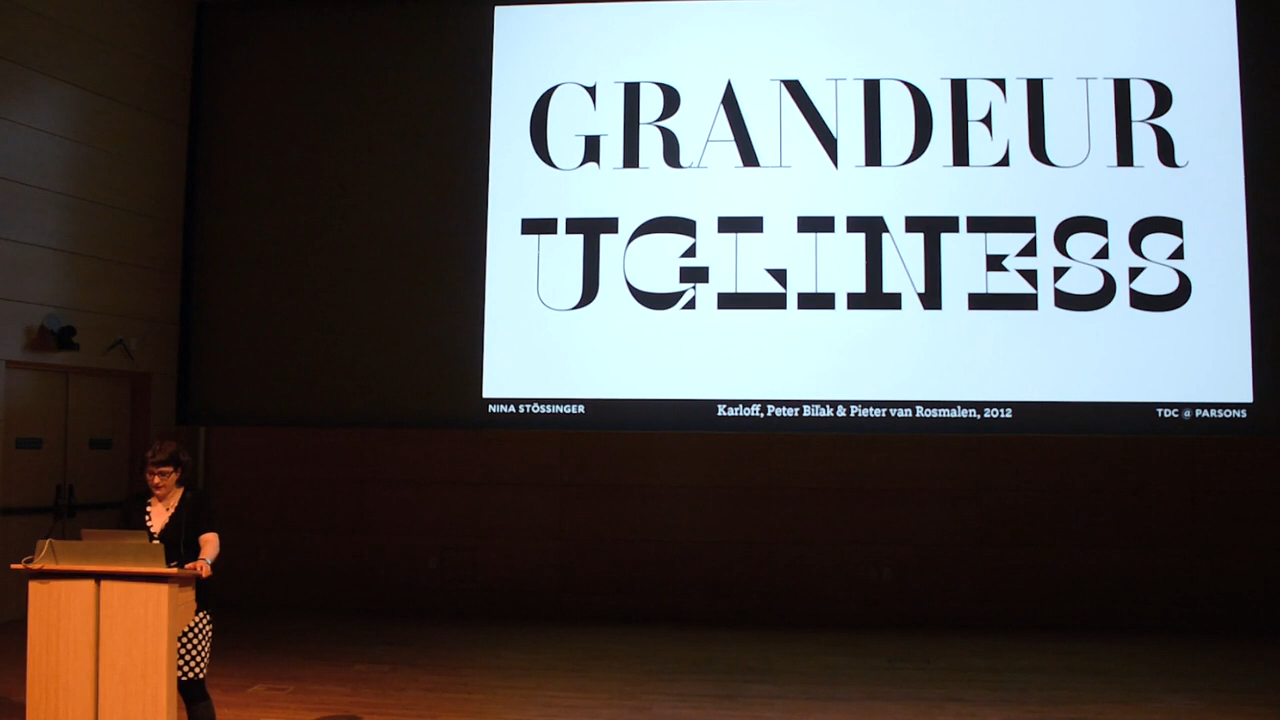 GRANDEUR
UGLINESS
NINA STÖSSINGER
Karloff, Peter Biľak & Pieter van Rosmalen, 2012
TDC @ PARSONS